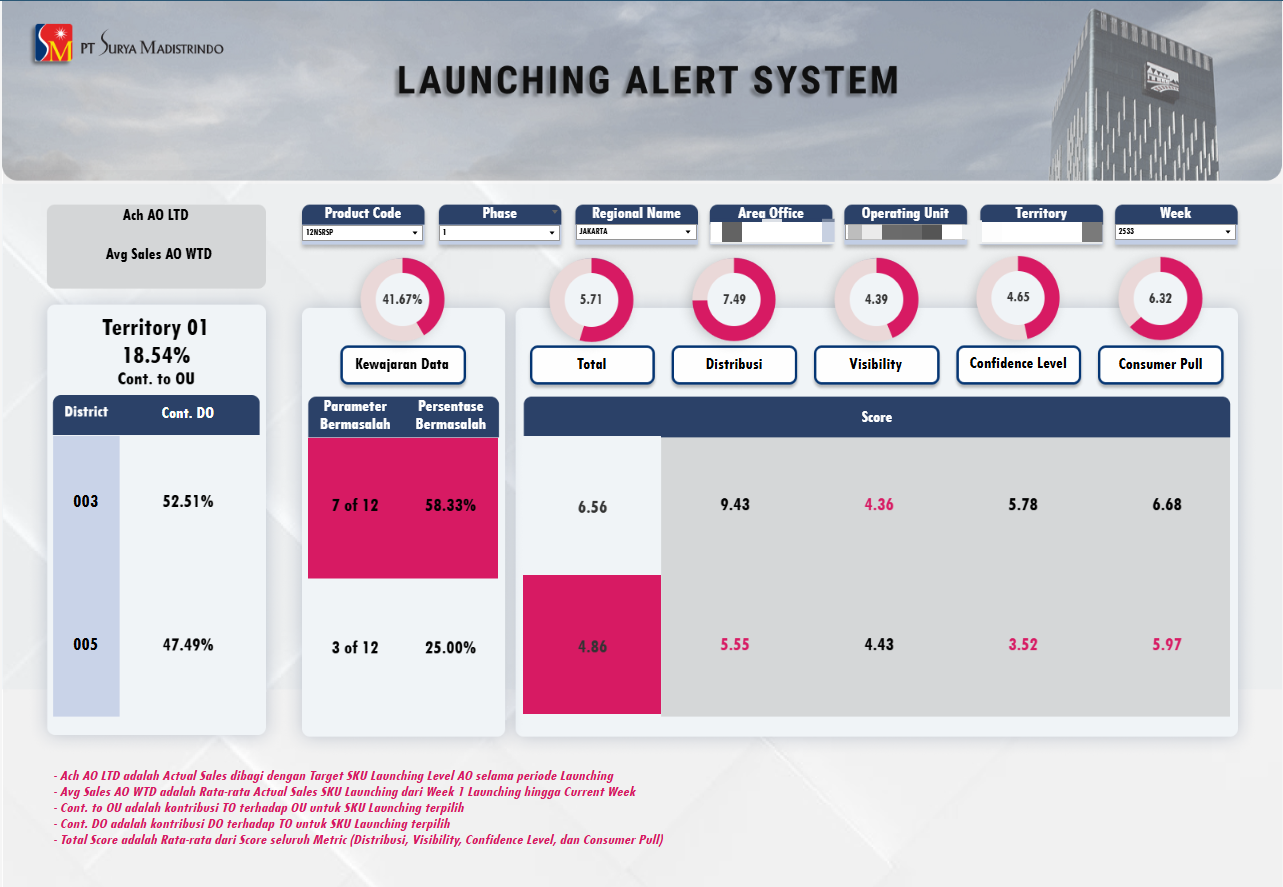 SM PT SURYA MADISTRINDO
LAUNCHING ALERT SYSTEM
Ach AO LTD
Avg Sales AO WTD
Product Code
12NSRSP
Phase
1
Regional Name
JAKARTA
Area Office
Operating Unit
Territory
Week
2533
41.67%
5.71
7.49
4.39
4.65
6.32
Territory 01
18.54%
Cont. to OU
Kewajaran Data
Total
Distribusi
Visibility
Confidence Level
Consumer Pull
District Cont. DO
Parameter Bermasalah
Persentase Bermasalah
Score
003 52.51% 7 of 12 58.33% 6.56 9.43 4.36 5.78 6.68
005 47.49% 3 of 12 25.00% 4.86 5.55 4.43 3.52 5.97
- Ach AO LTD adalah Actual Sales dibagi dengan Target SKU Launching Level AO selama periode Launching
- Avg Sales AO WTD adalah Rata-rata Actual Sales SKU Launching dari Week 1 Launching hingga Current Week
- Cont. to OU adalah kontribusi TO terhadap OU untuk SKU Launching terpilih
- Cont. DO adalah kontribusi DO terhadap TO untuk SKU Launching terpilih
- Total Score adalah Rata-rata dari Score seluruh Metric (Distribusi, Visibility, Confidence Level, dan Consumer Pull)